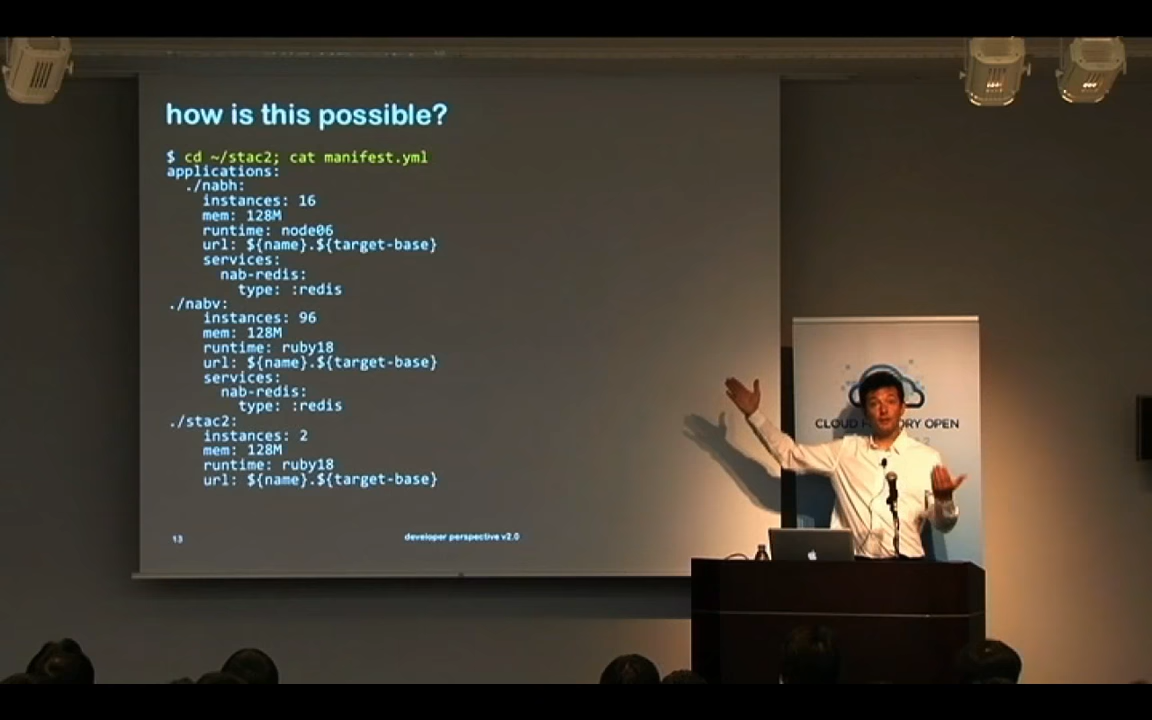 how is this possible?
$ cd ~/stac2; cat manifest.yml
applications:
./nabh:
instances: 16
mem: 128M
runtime: node06
url: ${name}.${target-base}
services:
nab-redis:
type: :redis
./nabv:
instances: 96
mem: 128M
runtime: ruby18
url: ${name}.${target-base}
services:
nab-redis:
type: :redis
./stac2:
instances: 2
mem: 128M
runtime: ruby18
url: ${name}.${target-base}
13
developer perspective v2.0
CLOUD OPEN